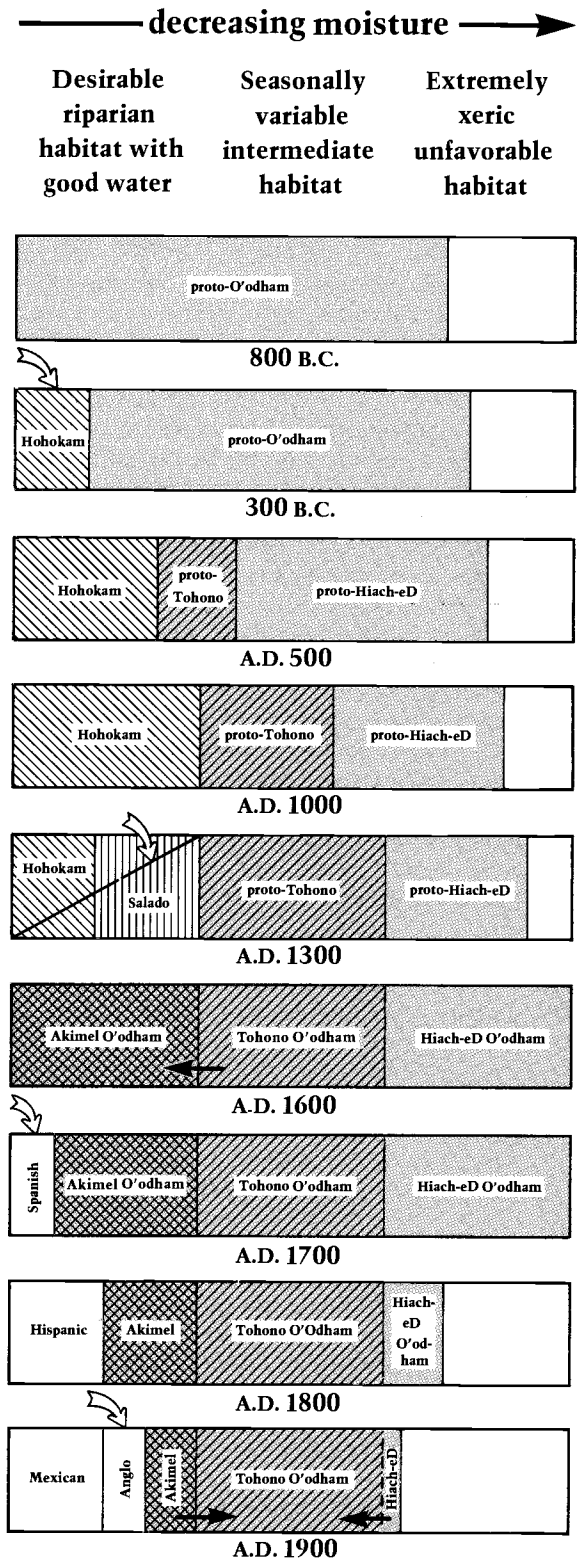 decreasing moisture
Desirable
riparian
habitat with
good water
Seasonally
variable
intermediate
habitat
Extremely
xeric
unfavorable
habitat
proto-O'odham
800 B.C.
Hohokam
proto-O'odham
300 B.C.
Hohokam
proto-
Tohono
proto-Hiach-eD
A.D. 500
Hohokam
proto-Tohono
proto-Hiach-eD
A.D. 1000
Hohokam
Salado
proto-Tohono
proto-Hiach-eD
A.D. 1300
Akimel O'odham
Tohono O'odham
Hiach-eD O'odham
A.D. 1600
Spanish
Akimel O'odham
Tohono O'odham
Hiach-eD O'odham
A.D. 1700
Hispanic
Akimel
Tohono O'Odham
Hiach-
eD
O'od-
ham
A.D. 1800
Mexican
Anglo
Akimel
Tohono O'odham
Hiach-eD
A.D. 1900